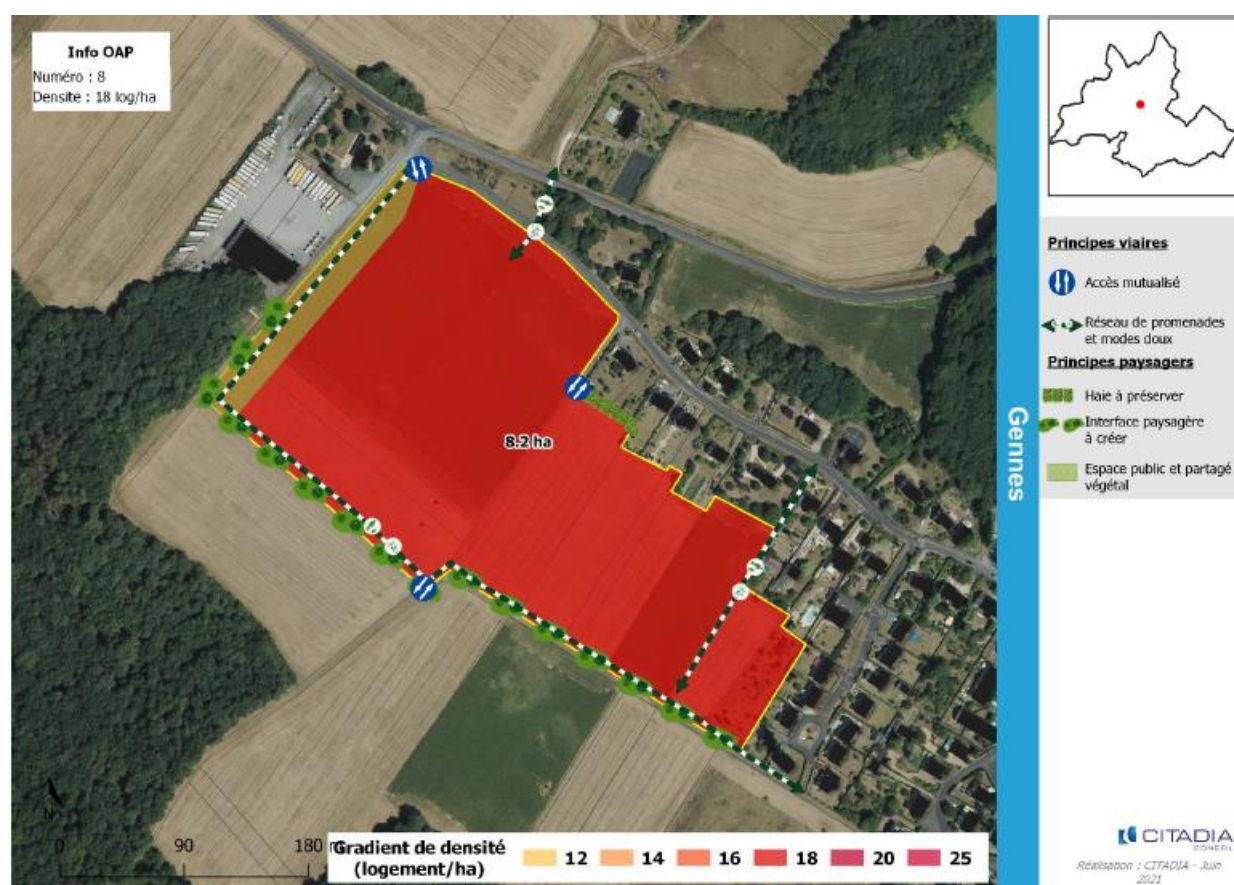 Info OAP
Numéro : 8
Densité : 18 log/ha
8.2 ha
N
0 90 180 m
Gradient de densité
(logement/ha)
12 14 16 18 20 25
Gennes
Principes viaires
Accès mutualisé
Réseau de promenades
et modes doux
Principes paysagers
Haie à préserver
Interface paysagère
à créer
Espace public et partagé
végétal
CITADIA
CONSEIL
Réalisation : CITADIA - Juin
2021